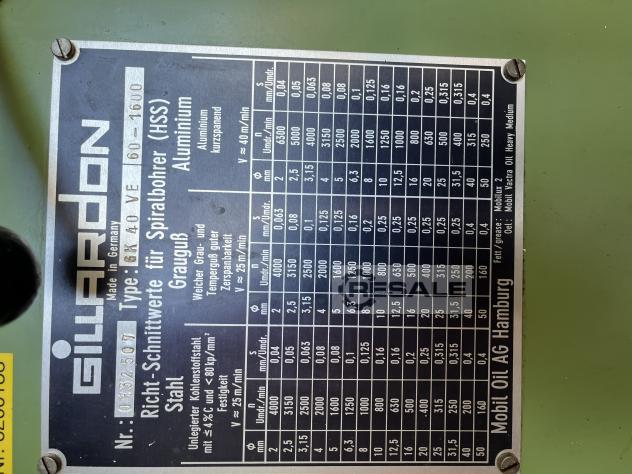 GILLARDON
Made in Germany
Type: GK 40 VE 60-1600
Richt-Schnittwerte für Spiralbohrer (HSS)
Stahl
Unlegierter Kohlenstoffstahl
mit ≤4%C und <80kp/mm²
Festigkeit
V ≈ 25 m/min
Ø mm n Umdr./min s mm/Umdr.
2 4000 0,04
2,5 3150 0,05
3,15 2500 0,063
4 2000 0,08
5 1600 0,08
6,3 1250 0,1
8 1000 0,125
10 800 0,16
12,5 630 0,16
16 500 0,2
20 400 0,25
25 315 0,315
31,5 250 0,315
40 200 0,4
50 160 0,4
Grauguß
Weicher Grau- und
Temperguß guter
Zerspanbarkeit
V ≈ 25 m/min
Ø mm n Umdr./min s mm/Umdr.
2 4000 0,063
2,5 3150 0,08
3,15 2500 0,1
4 2000 0,125
5 1600 0,125
6,3 0,16
8 0,2
10 800 0,25
12,5 630 0,25
16 500 0,25
20 400 0,25
25 315 0,25
31,5 250 0,25
40 200 0,4
50 160 0,4
Aluminium
Aluminium
kurzspanend
V ≈ 40 m/min
Ø mm n Umdr./min s mm/Umdr.
2 6300 0,04
2,5 5000 0,05
3,15 4000 0,063
4 3150 0,08
5 2500 0,08
6,3 2000 0,1
8 1600 0,125
10 1250 0,16
12,5 1000 0,16
16 800 0,2
20 630 0,25
25 500 0,315
31,5 400 0,315
40 315 0,4
50 250 0,4
Mobil Oil AG Hamburg
Fett/grease: Mobilux 2
Oel: Mobil Vactra Oil Heavy Medium
RESALE